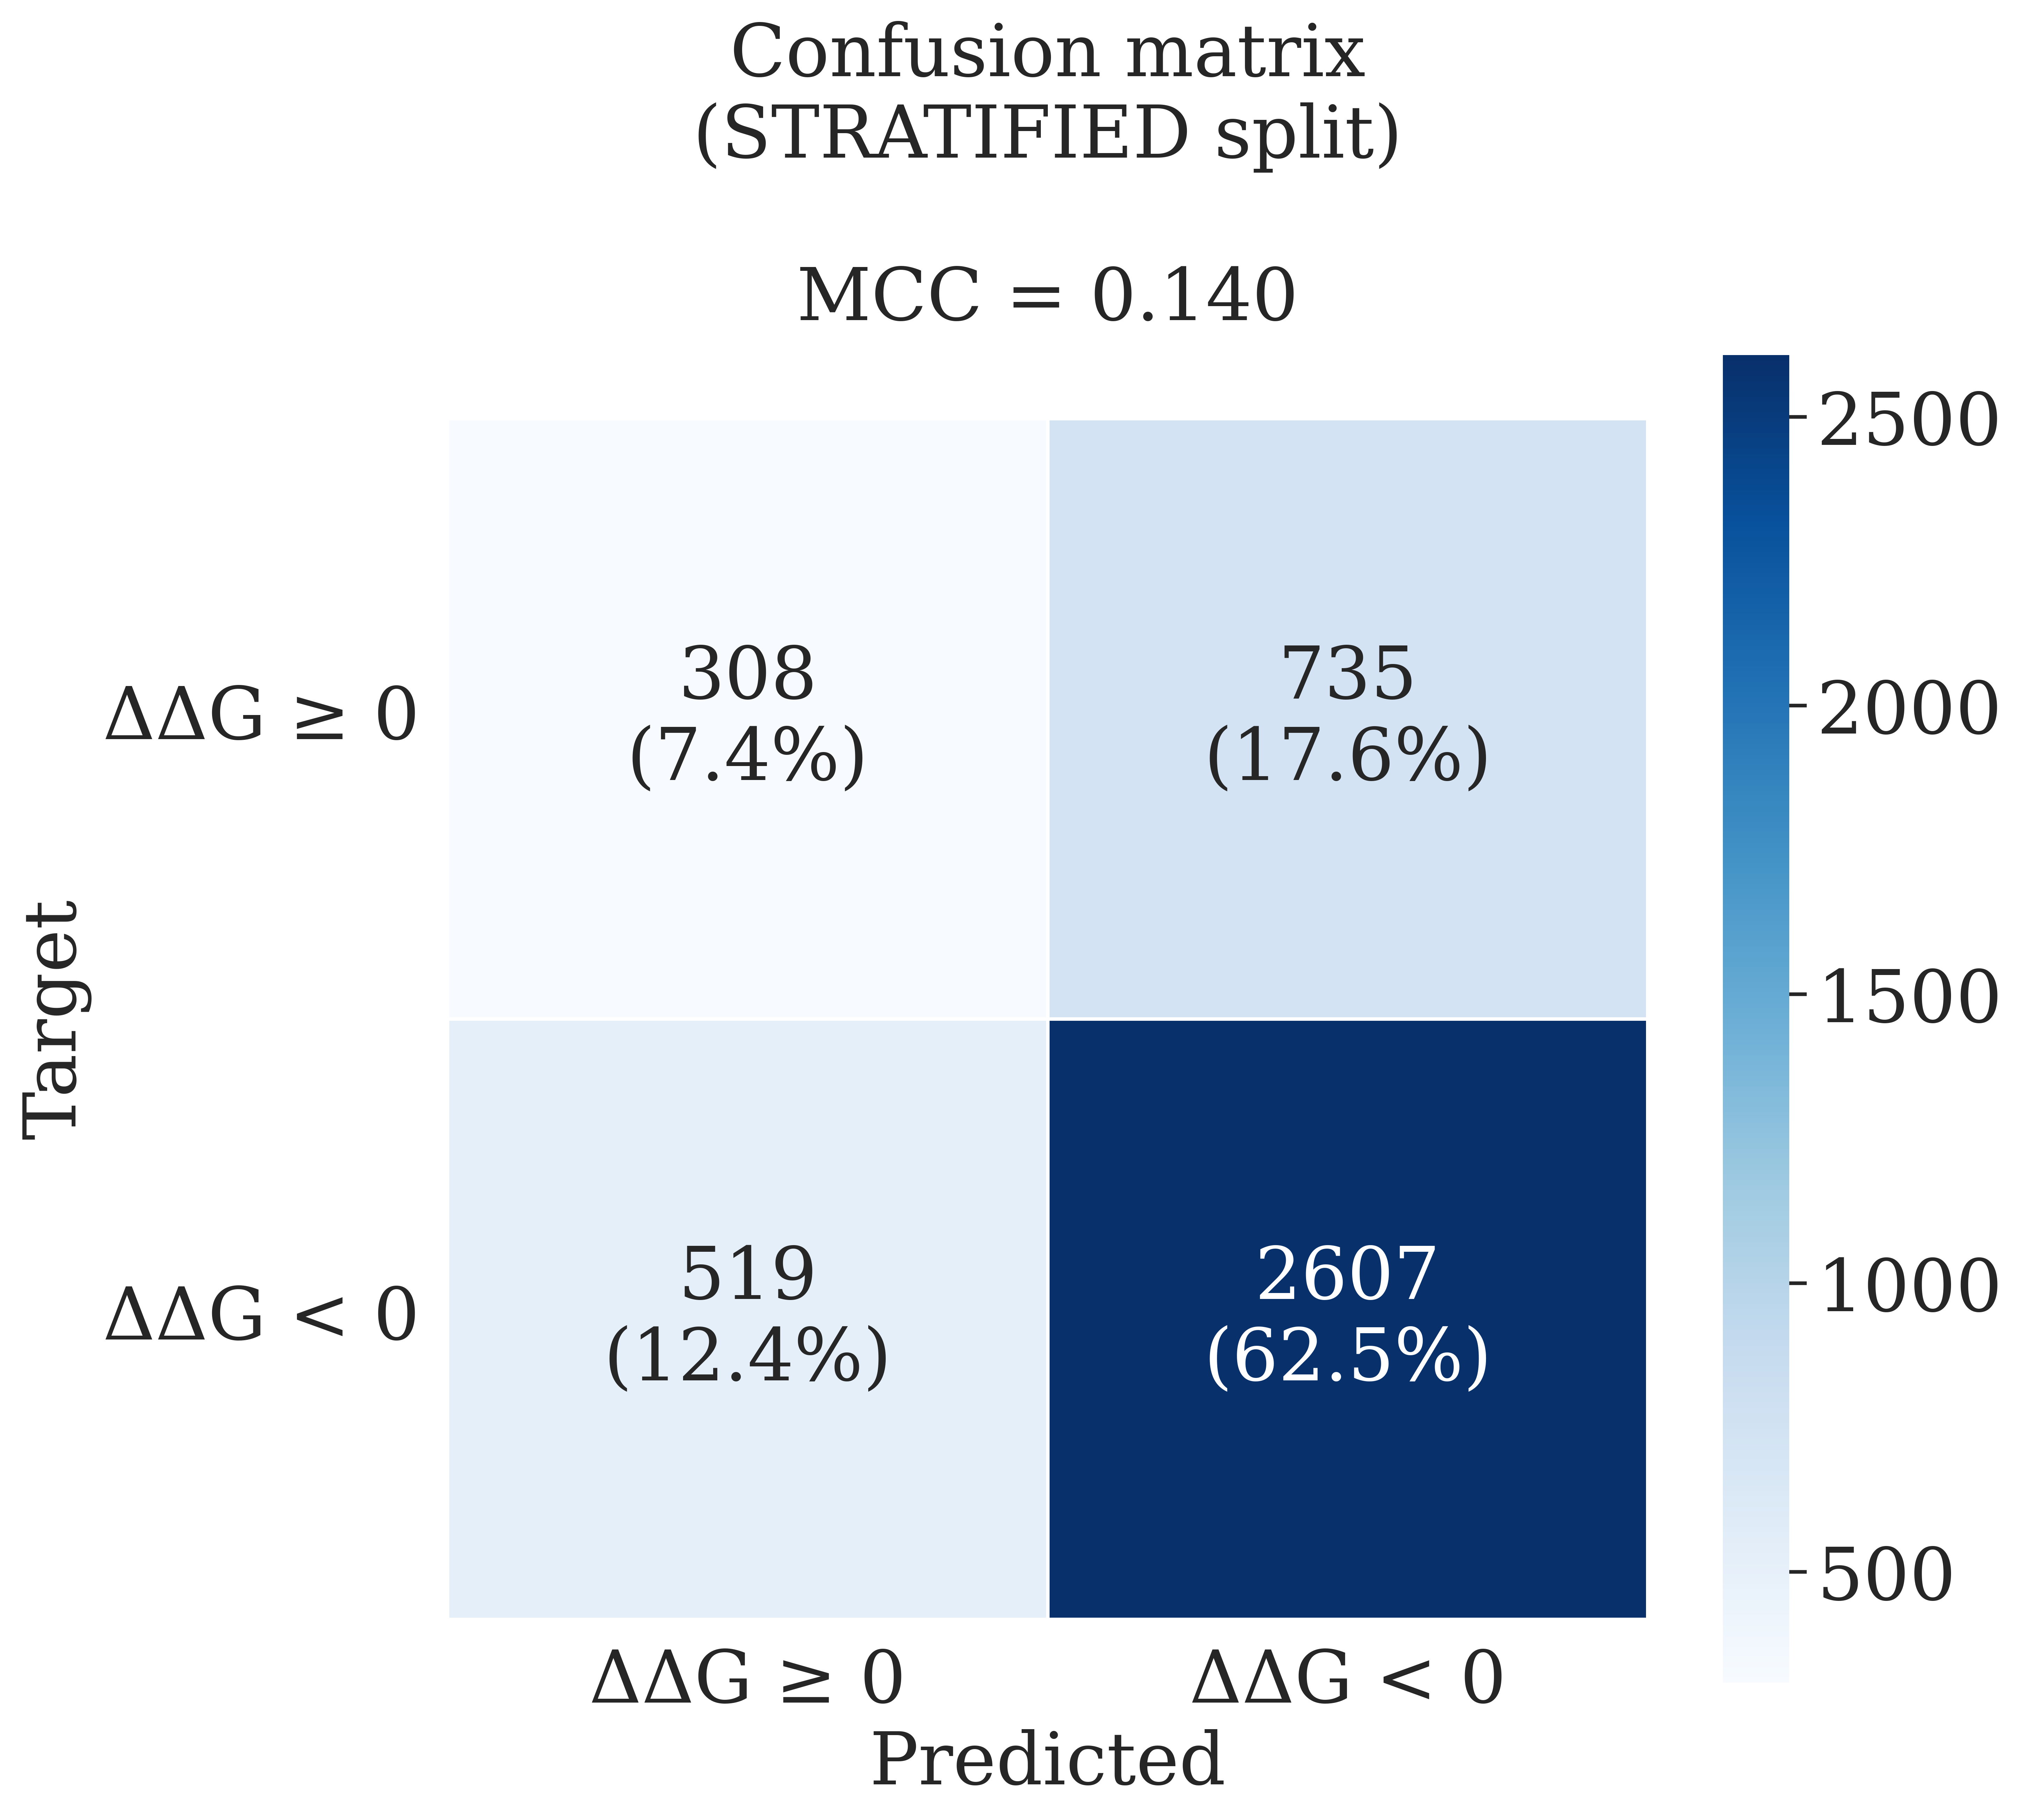 Confusion matrix
(STRATIFIED split)
MCC = 0.140
2500
2000
1500
1000
500
Target
ΔΔG ≥ 0
308
(7.4%)
735
(17.6%)
ΔΔG < 0
519
(12.4%)
2607
(62.5%)
ΔΔG ≥ 0
ΔΔG < 0
Predicted